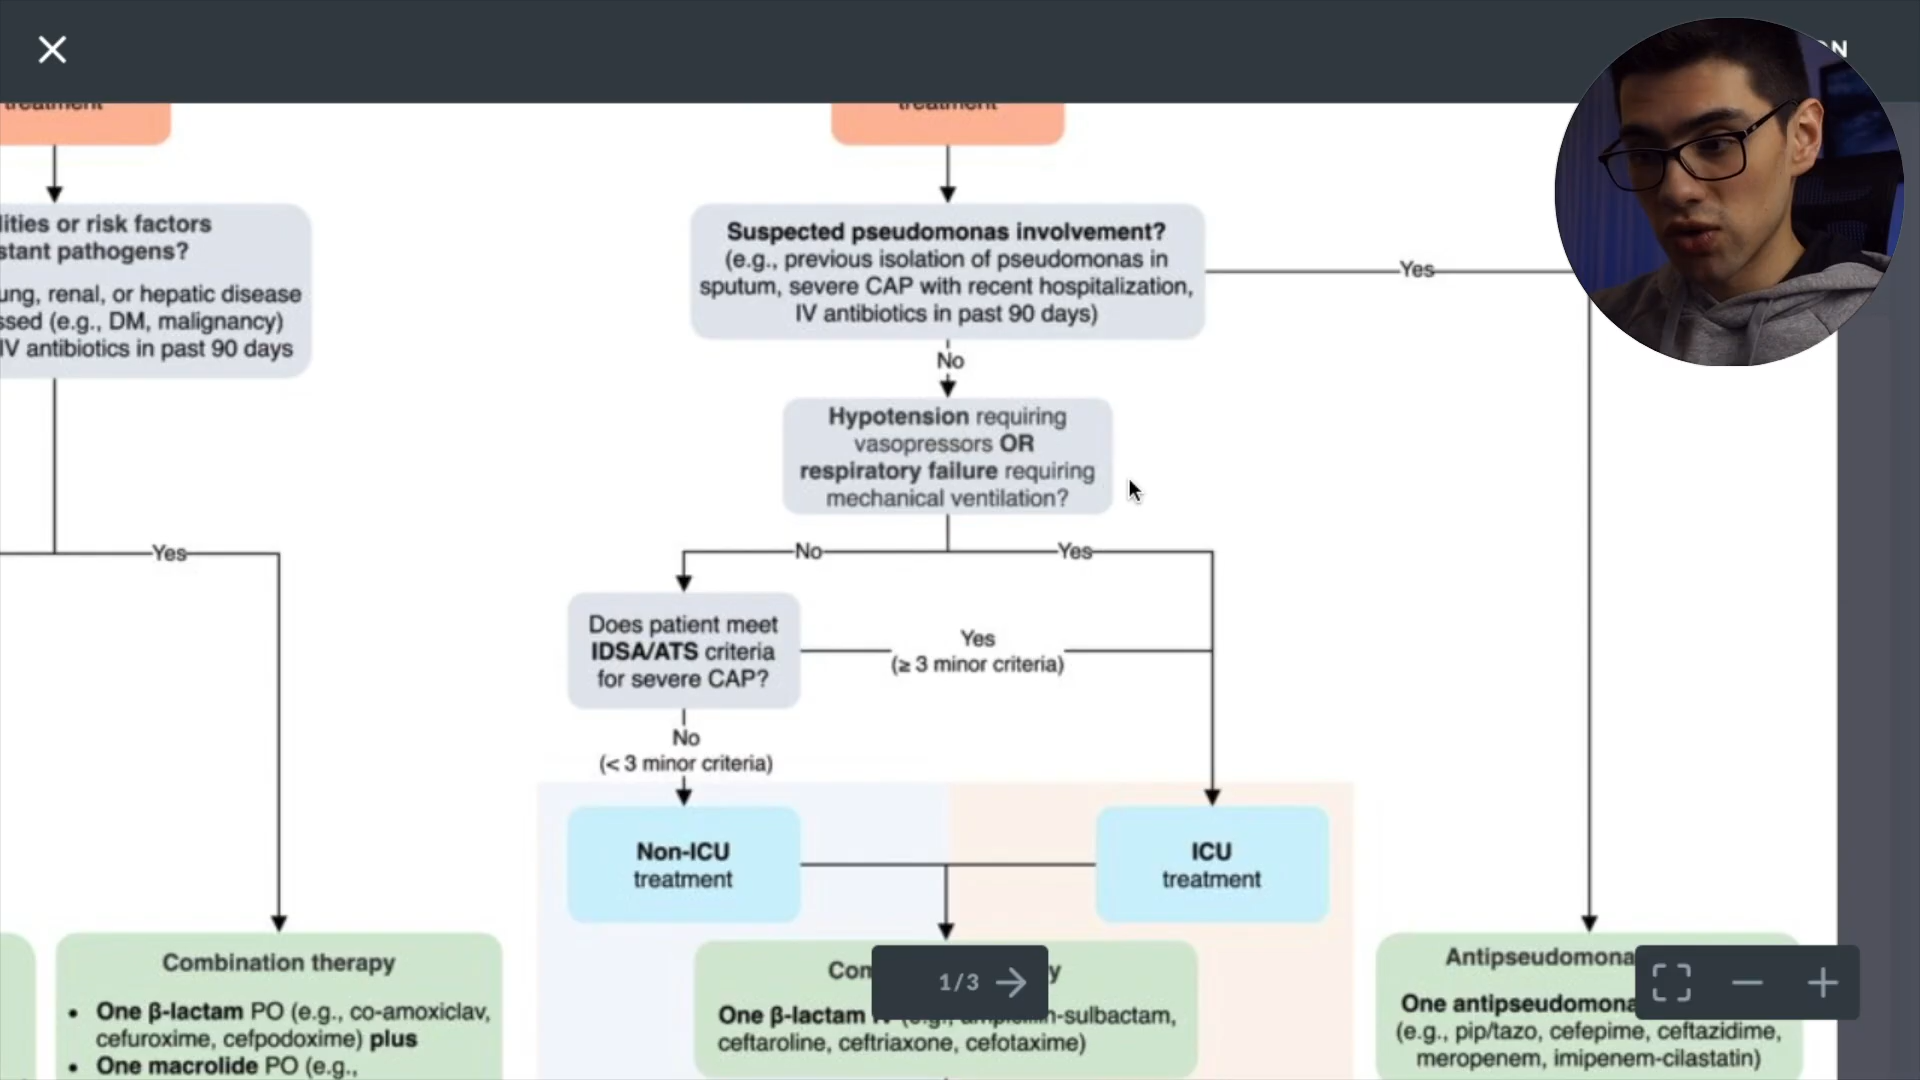 treatment
treatment
lities or risk factors
stant pathogens?
ung, renal, or hepatic disease
ssed (e.g., DM, malignancy)
IV antibiotics in past 90 days
Yes
Combination therapy
• One β-lactam PO (e.g., co-amoxiclav,
cefuroxime, cefpodoxime) plus
• One macrolide PO (e.g.,
Suspected pseudomonas involvement?
(e.g., previous isolation of pseudomonas in
sputum, severe CAP with recent hospitalization,
IV antibiotics in past 90 days)
Yes
No
Hypotension requiring
vasopressors OR
respiratory failure requiring
mechanical ventilation?
No
Yes
Does patient meet
IDSA/ATS criteria
for severe CAP?
Yes
(≥ 3 minor criteria)
No
(< 3 minor criteria)
Non-ICU
treatment
ICU
treatment
Com
y
One β-lactam
-sulbactam,
ceftaroline, ceftriaxone, cefotaxime)
1/3
Antipseudomona
One antipseudomona
(e.g., pip/tazo, cefepime, ceftazidime,
meropenem, imipenem-cilastatin)